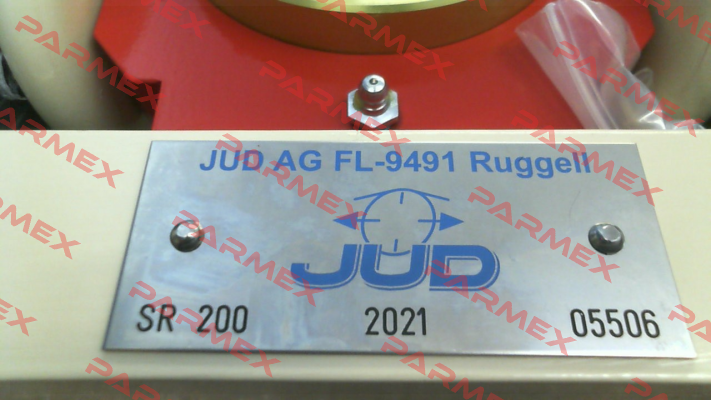 JUD AG FL-9491 Ruggell
JUD
SR 200 2021 05506
PARMEX